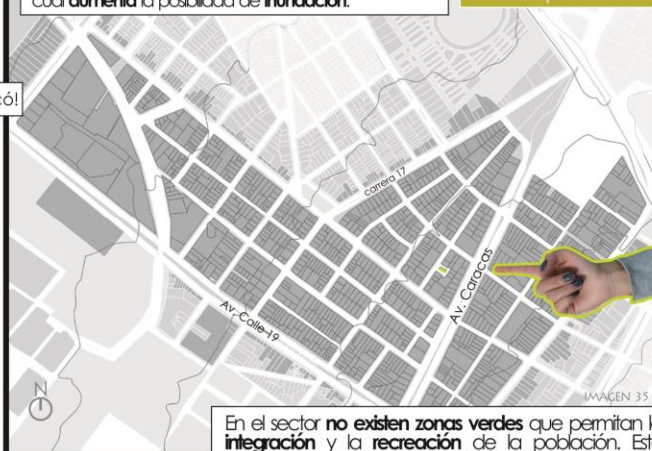 cual aumenta la posibilidad de inundación.
có!
carrera 17
Av. Caracas
Av. Calle 19
N
IMAGEN 35
En el sector no existen zonas verdes que permitan l
integración y la recreación de la población. Est